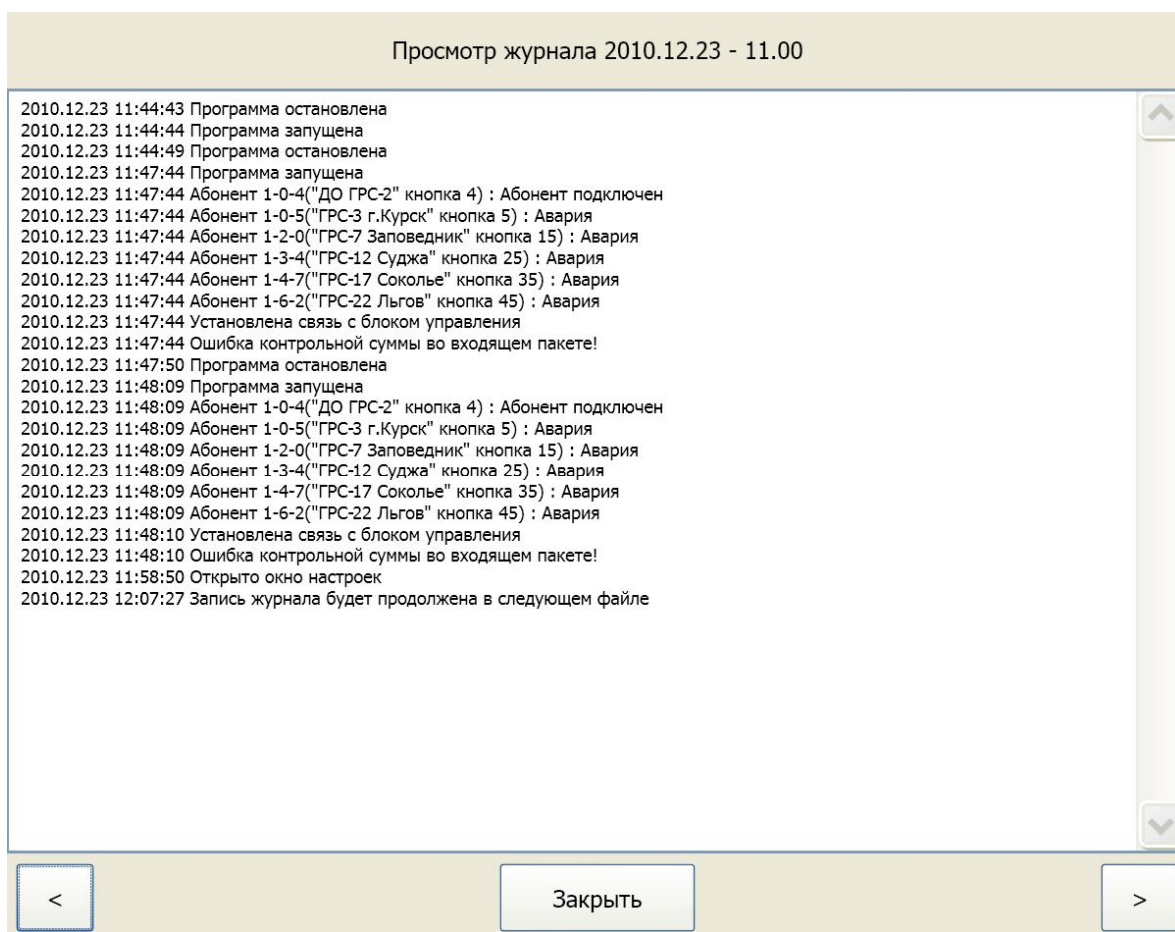 Просмотр журнала 2010.12.23 - 11.00
2010.12.23 11:44:43 Программа остановлена
2010.12.23 11:44:44 Программа запущена
2010.12.23 11:44:49 Программа остановлена
2010.12.23 11:47:44 Программа запущена
2010.12.23 11:47:44 Абонент 1-0-4("ДО ГРС-2" кнопка 4) : Абонент подключен
2010.12.23 11:47:44 Абонент 1-0-5("ГРС-3 г.Курск" кнопка 5) : Авария
2010.12.23 11:47:44 Абонент 1-2-0("ГРС-7 Заповедник" кнопка 15) : Авария
2010.12.23 11:47:44 Абонент 1-3-4("ГРС-12 Суджа" кнопка 25) : Авария
2010.12.23 11:47:44 Абонент 1-4-7("ГРС-17 Соколье" кнопка 35) : Авария
2010.12.23 11:47:44 Абонент 1-6-2("ГРС-22 Льгов" кнопка 45) : Авария
2010.12.23 11:47:44 Установлена связь с блоком управления
2010.12.23 11:47:44 Ошибка контрольной суммы во входящем пакете!
2010.12.23 11:47:50 Программа остановлена
2010.12.23 11:48:09 Программа запущена
2010.12.23 11:48:09 Абонент 1-0-4("ДО ГРС-2" кнопка 4) : Абонент подключен
2010.12.23 11:48:09 Абонент 1-0-5("ГРС-3 г.Курск" кнопка 5) : Авария
2010.12.23 11:48:09 Абонент 1-2-0("ГРС-7 Заповедник" кнопка 15) : Авария
2010.12.23 11:48:09 Абонент 1-3-4("ГРС-12 Суджа" кнопка 25) : Авария
2010.12.23 11:48:09 Абонент 1-4-7("ГРС-17 Соколье" кнопка 35) : Авария
2010.12.23 11:48:09 Абонент 1-6-2("ГРС-22 Льгов" кнопка 45) : Авария
2010.12.23 11:48:10 Установлена связь с блоком управления
2010.12.23 11:48:10 Ошибка контрольной суммы во входящем пакете!
2010.12.23 11:58:50 Открыто окно настроек
2010.12.23 12:07:27 Запись журнала будет продолжена в следующем файле
< Закрыть >